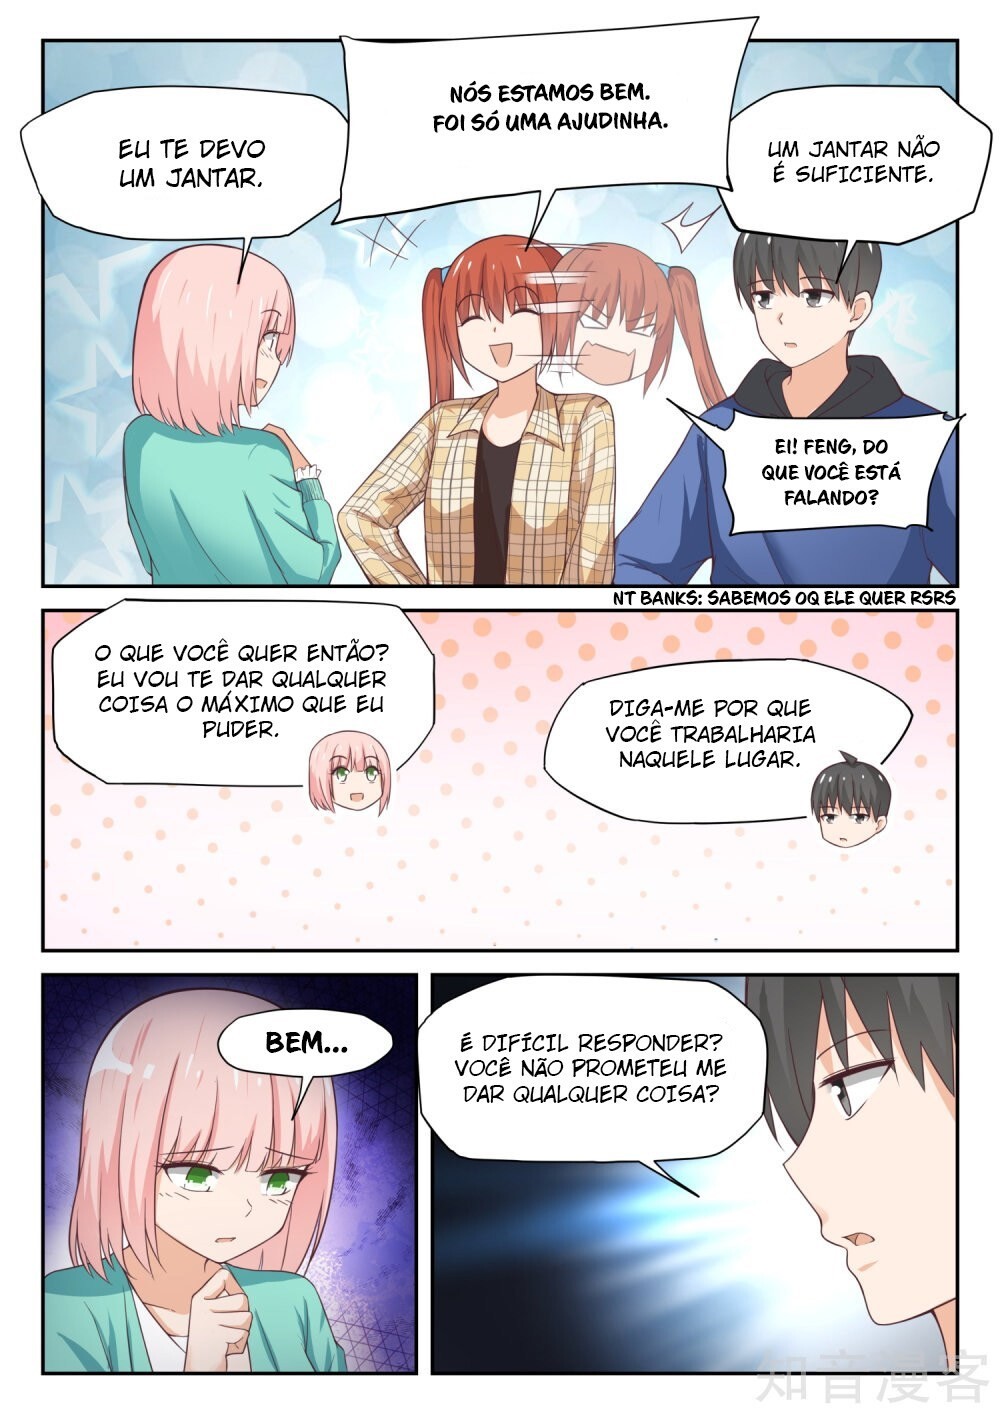 EU TE DEVO
UM JANTAR.
NÓS ESTAMOS BEM.
FOI SÓ UMA AJUDINHA.
UM JANTAR NÃO
É SUFICIENTE.
EI! FENG, DO
QUE VOCÊ ESTÁ
FALANDO?
NT BANKS: SABEMOS OQ ELE QUER RSRS
O QUE VOCÊ QUER ENTÃO?
EU VOU TE DAR QUALQUER
COISA O MÁXIMO QUE EU
PUDER.
DIGA-ME POR QUE
VOCÊ TRABALHARIA
NAQUELE LUGAR.
BEM...
É DIFÍCIL RESPONDER?
VOCÊ NÃO PROMETEU ME
DAR QUALQUER COISA?
知音漫客